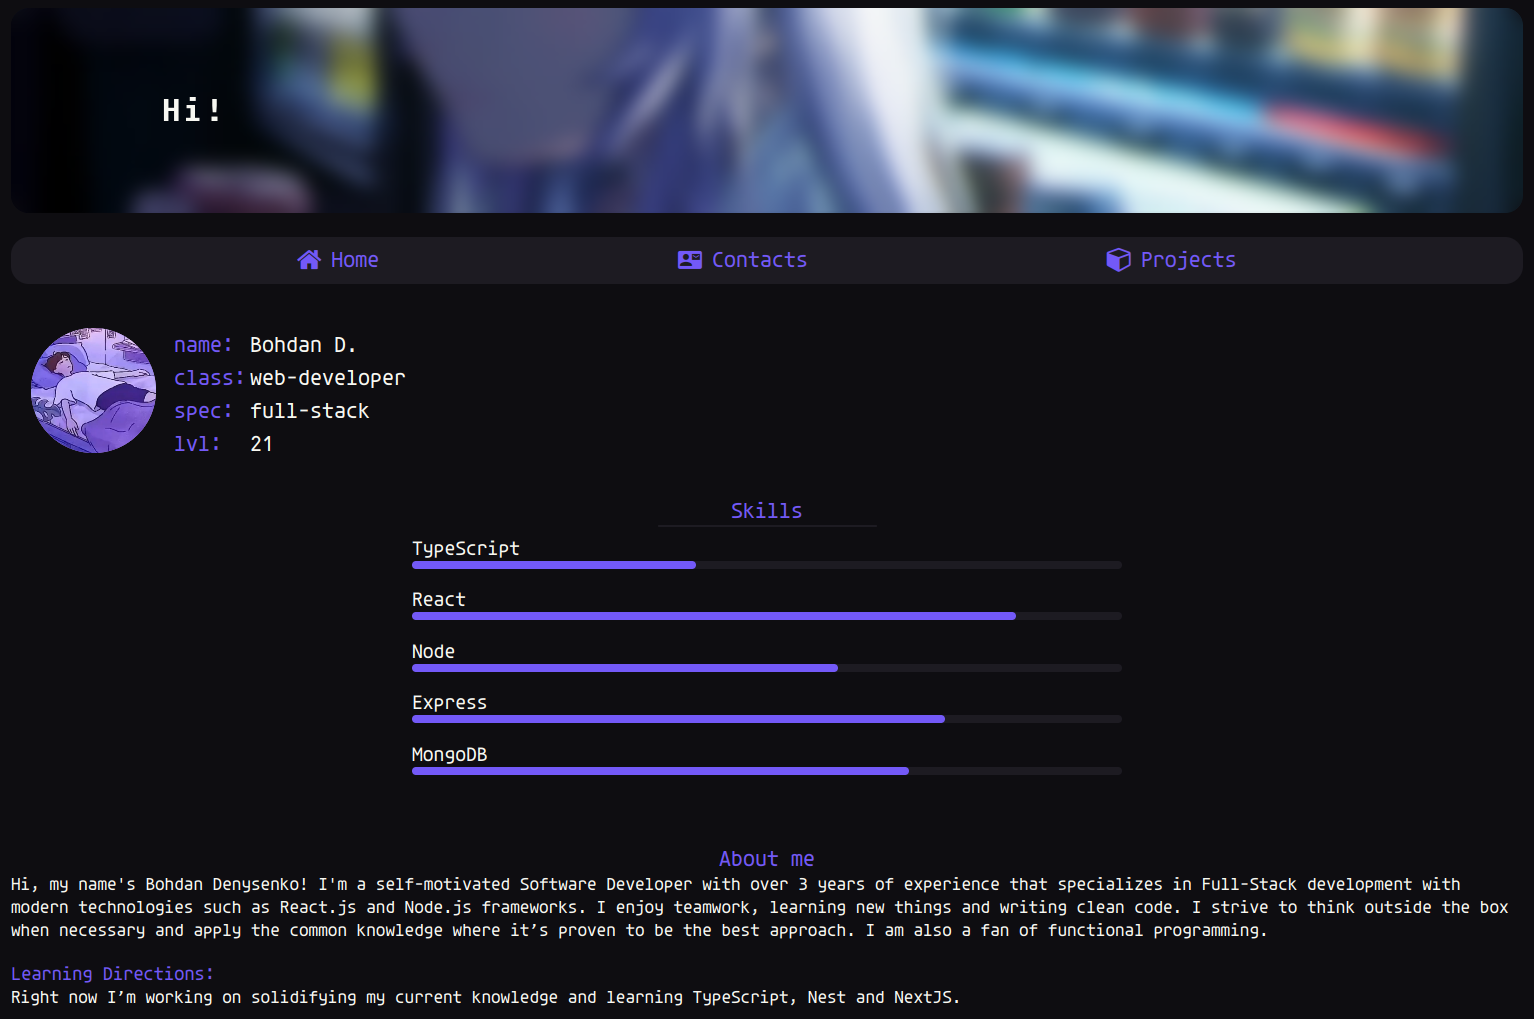 Hi!
Home
Contacts
Projects
name: Bohdan D.
class: web-developer
spec: full-stack
lvl: 21
Skills
TypeScript
React
Node
Express
MongoDB
About me
Hi, my name's Bohdan Denysenko! I'm a self-motivated Software Developer with over 3 years of experience that specializes in Full-Stack development with
modern technologies such as React.js and Node.js frameworks. I enjoy teamwork, learning new things and writing clean code. I strive to think outside the box
when necessary and apply the common knowledge where it’s proven to be the best approach. I am also a fan of functional programming.
Learning Directions:
Right now I’m working on solidifying my current knowledge and learning TypeScript, Nest and NextJS.